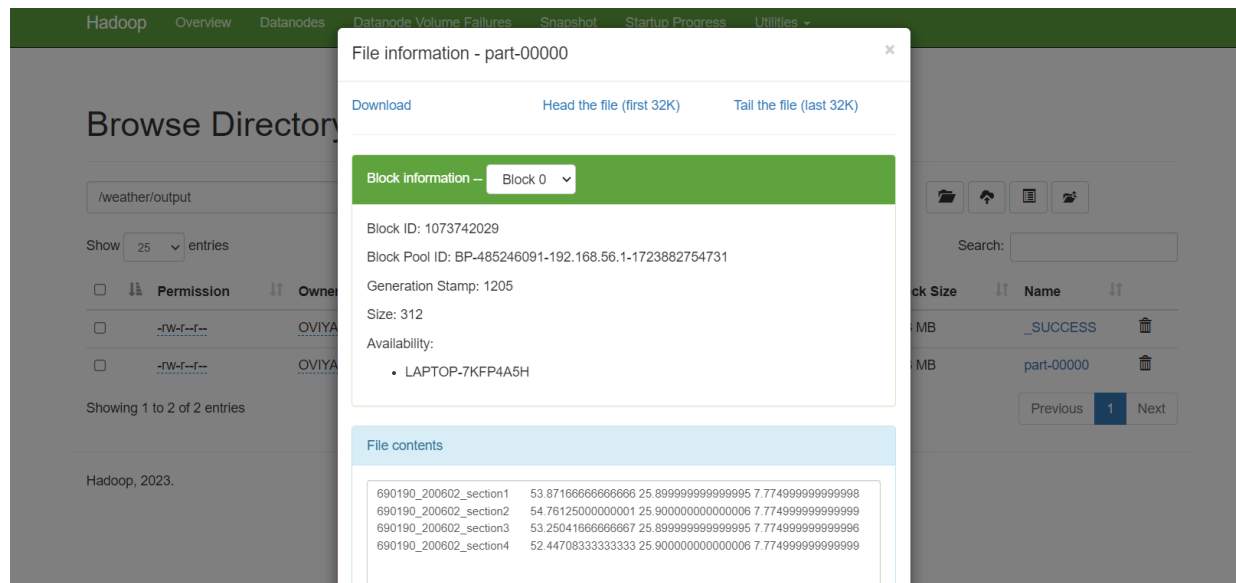 Hadoop Overview Datanodes Datanode Volume Failures Snapshot Startup Progress Utilities
File information - part-00000 ×
Download Head the file (first 32K) Tail the file (last 32K)
Browse Directory
Block information -- Block 0
/weather/output
Block ID: 1073742029
Show 25 entries Search:
Block Pool ID: BP-485246091-192.168.56.1-1723882754731
Generation Stamp: 1205
Permission Owner ck Size Name
Size: 312
-rw-r--r-- OVIYA MB _SUCCESS
Availability:
-rw-r--r-- OVIYA MB part-00000
• LAPTOP-7KFP4A5H
Showing 1 to 2 of 2 entries Previous 1 Next
File contents
Hadoop, 2023.
690190_200602_section1 53.87166666666666 25.899999999999995 7.774999999999998
690190_200602_section2 54.76125000000001 25.900000000000006 7.774999999999999
690190_200602_section3 53.25041666666667 25.899999999999995 7.774999999999996
690190_200602_section4 52.44708333333333 25.900000000000006 7.774999999999999